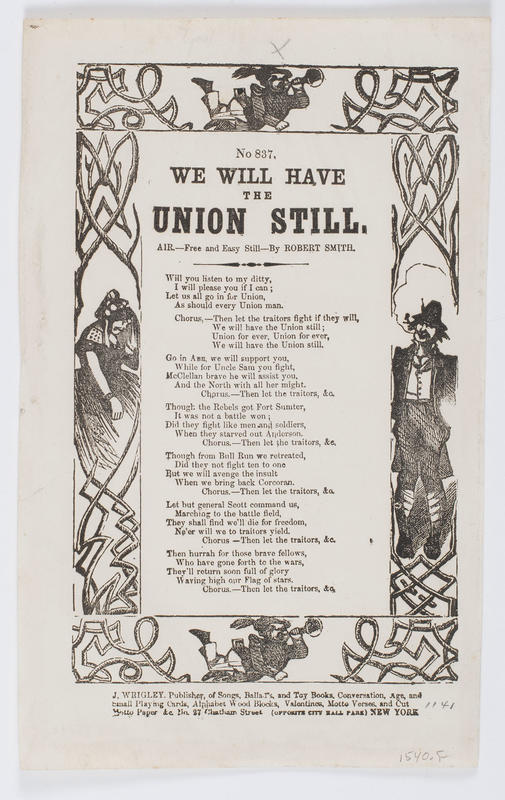 No 837.
WE WILL HAVE
THE
UNION STILL.
AIR.—Free and Easy Still—By ROBERT SMITH.
Will you listen to my ditty,
I will please you if I can;
Let us all go in for Union,
As should every Union man.
Chorus,—Then let the traitors fight if they will,
We will have the Union still;
Union for ever, Union for ever,
We will have the Union still.
Go in ABE, we will support you,
While for Uncle Sam you fight,
McClellan brave he will assist you,
And the North with all her might.
Chorus.—Then let the traitors, &c.
Though the Rebels got Fort Sumter,
It was not a battle won;
Did they fight like men and soldiers,
When they starved out Anderson.
Chorus.—Then let the traitors, &c.
Though from Bull Run we retreated,
Did they not fight ten to one
But we will avenge the insult
When we bring back Corcoran.
Chorus.—Then let the traitors, &c.
Let but general Scott command us,
Marching to the battle field,
They shall find we'll die for freedom,
Ne'er will we to traitors yield.
Chorus—Then let the traitors, &c.
Then hurrah for those brave fellows,
Who have gone forth to the wars,
They'll return soon full of glory
Waving high our Flag of stars.
Chorus.—Then let the traitors, &c,
J. WRIGLEY. Publisher, of Songs, Ballads, and Toy Books, Conversation, Age, and
Small Playing Cards, Alphabet Wood Blocks, Valentines, Motto Verses, and Cut
Motto Paper &c. No. 27 Chatham Street (OPPOSITE CITY HALL PARK) NEW YORK
1141
1540.F